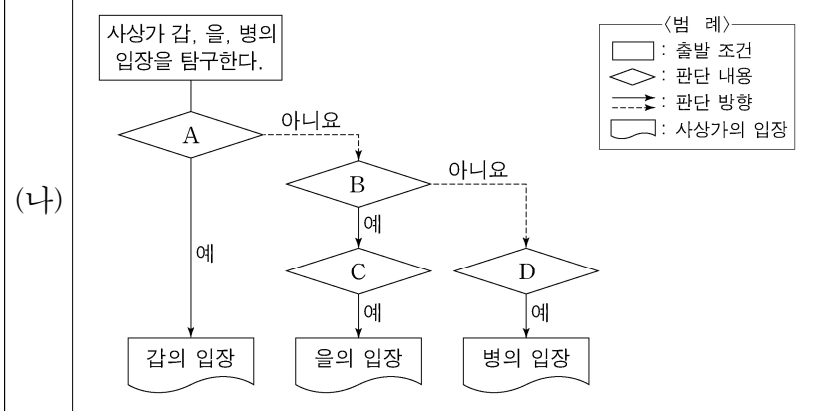 (나)
사상가 갑, 을, 병의
입장을 탐구한다.
A
아니요
B
아니요
예
예
C
D
예
예
갑의 입장
을의 입장
병의 입장
〈범 례〉
: 출발 조건
: 판단 내용
: 판단 방향
: 사상가의 입장